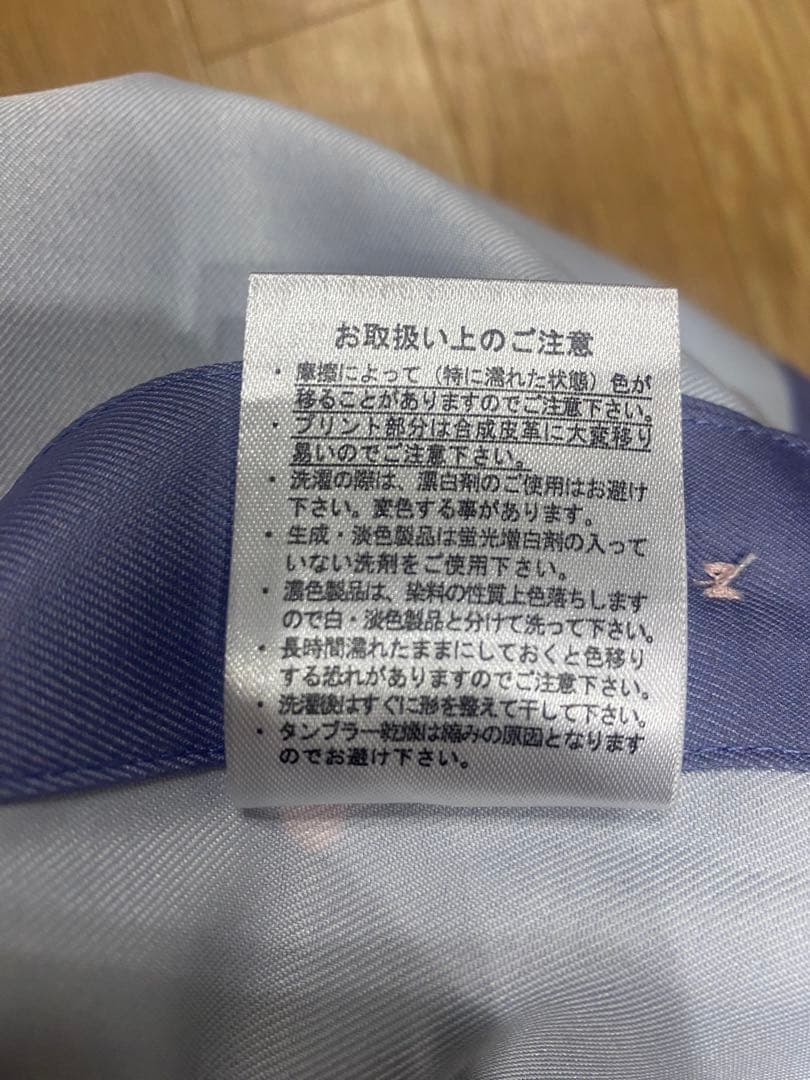 お取扱い上のご注意
・摩擦によって（特に濡れた状態）色が
移ることがありますのでご注意下さい。
・プリント部分は合成皮革に大変移り
易いのでご注意下さい。
・洗濯の際は、漂白剤のご使用はお避け
下さい。変色する事があります。
・生成・淡色製品は蛍光増白剤の入って
いない洗剤をご使用下さい。
・濃色製品は、染料の性質上色落ちします
ので白・淡色製品と分けて洗って下さい。
・長時間濡れたままにしておくと色移り
する恐れがありますのでご注意下さい。
・洗濯後はすぐに形を整えて干して下さい。
・タンブラー乾燥は縮みの原因となります
のでお避け下さい。